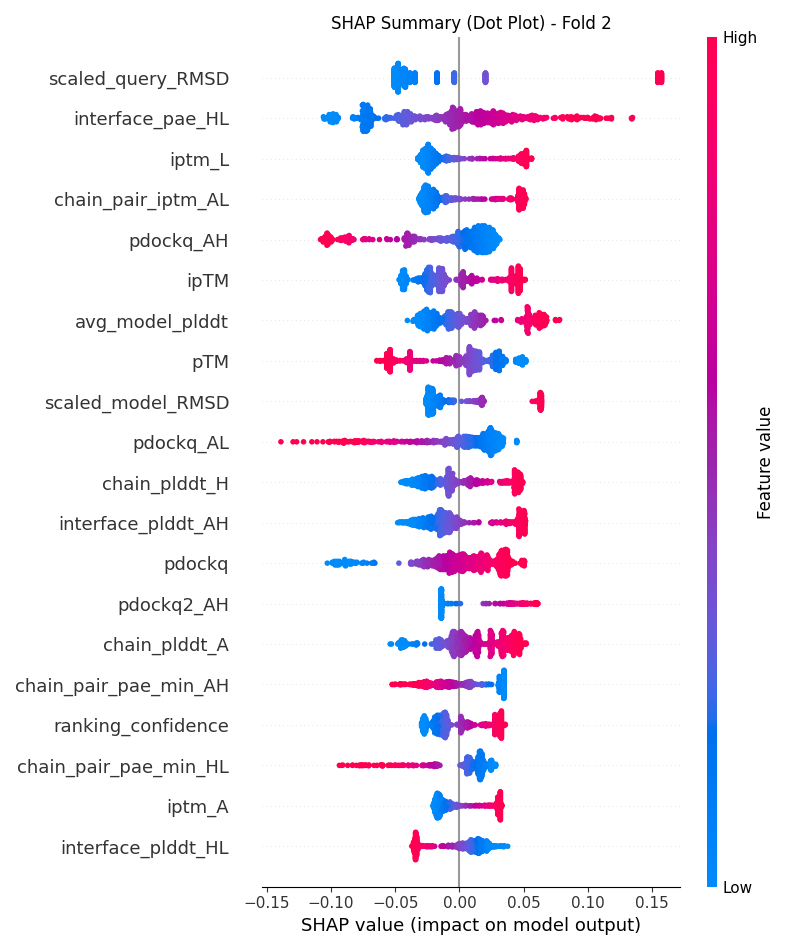 SHAP Summary (Dot Plot) - Fold 2
High
scaled_query_RMSD
interface_pae_HL
iptm_L
chain_pair_iptm_AL
pdockq_AH
ipTM
avg_model_plddt
pTM
scaled_model_RMSD
pdockq_AL
chain_plddt_H
interface_plddt_AH
pdockq
pdockq2_AH
chain_plddt_A
chain_pair_pae_min_AH
ranking_confidence
chain_pair_pae_min_HL
iptm_A
interface_plddt_HL
Feature value
Low
−0.15 −0.10 −0.05 0.00 0.05 0.10 0.15
SHAP value (impact on model output)